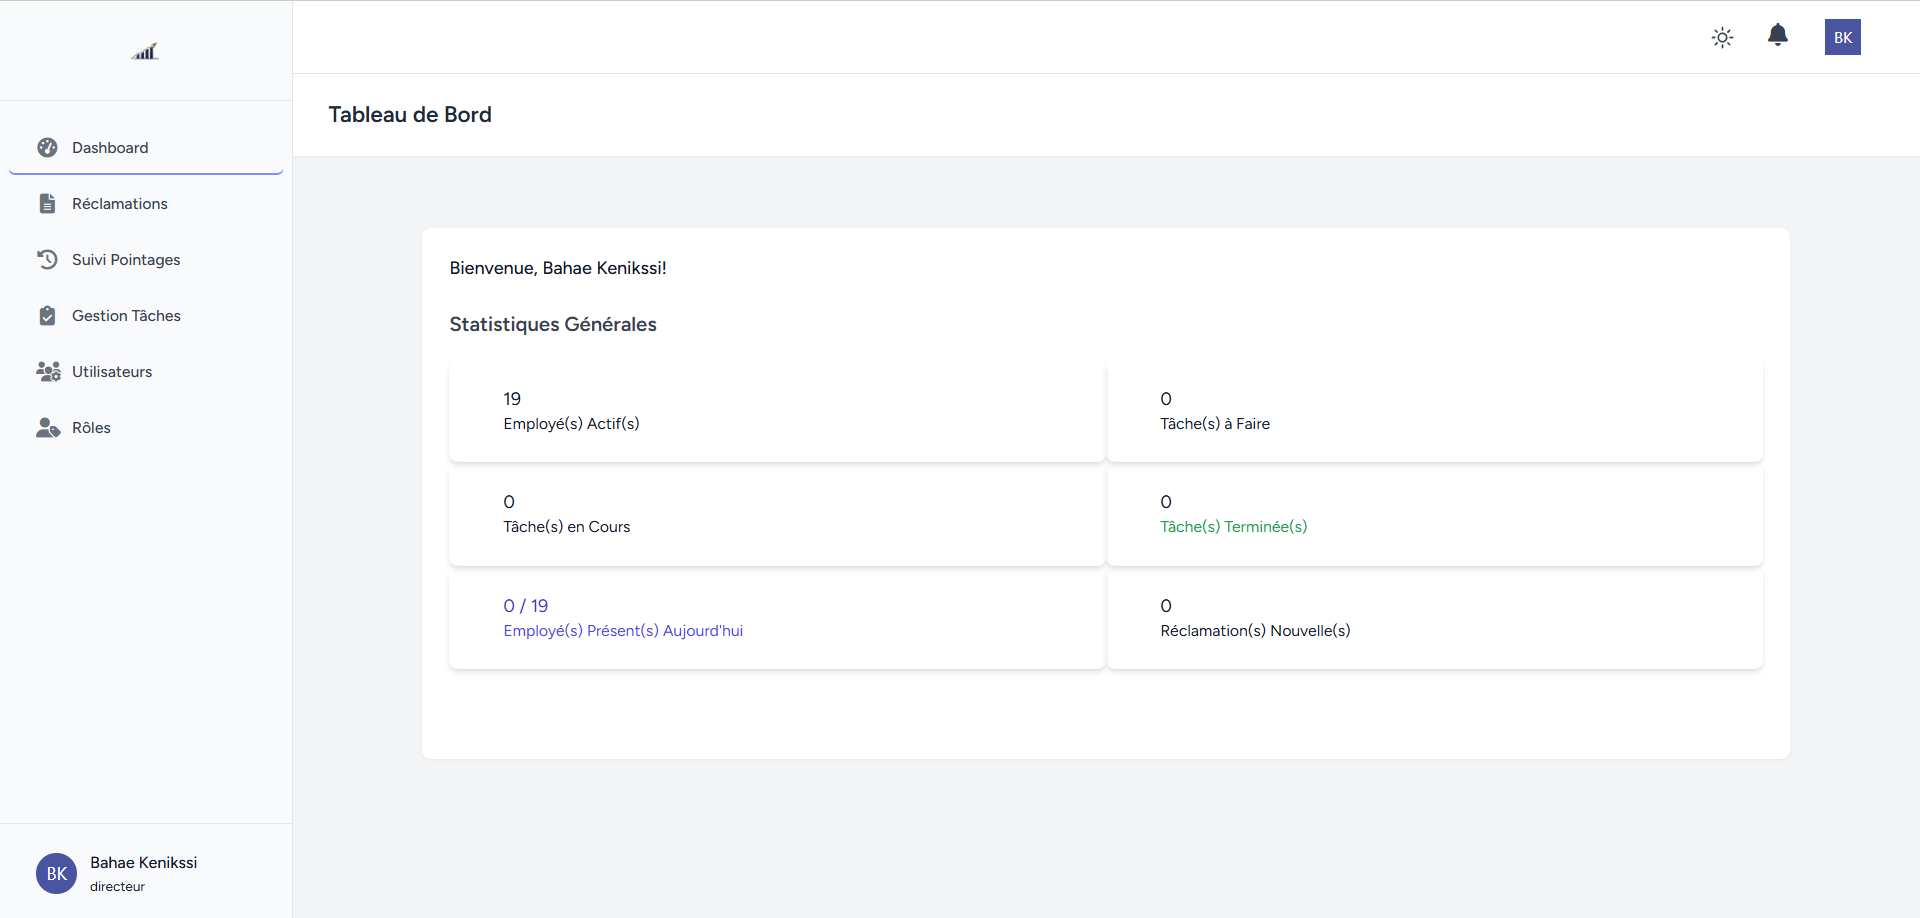 BK
Tableau de Bord
Dashboard
Réclamations
Suivi Pointages
Gestion Tâches
Utilisateurs
Rôles
Bienvenue, Bahae Kenikssi!
Statistiques Générales
19
Employé(s) Actif(s)
0
Tâche(s) à Faire
0
Tâche(s) en Cours
0
Tâche(s) Terminée(s)
0 / 19
Employé(s) Présent(s) Aujourd'hui
0
Réclamation(s) Nouvelle(s)
BK
Bahae Kenikssi
directeur